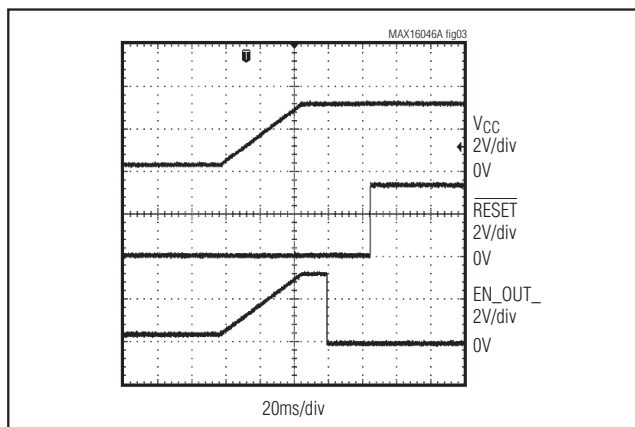 MAX16046A fig03
T
VCC
2V/div
0V
RESET
2V/div
0V
EN_OUT_
2V/div
0V
20ms/div